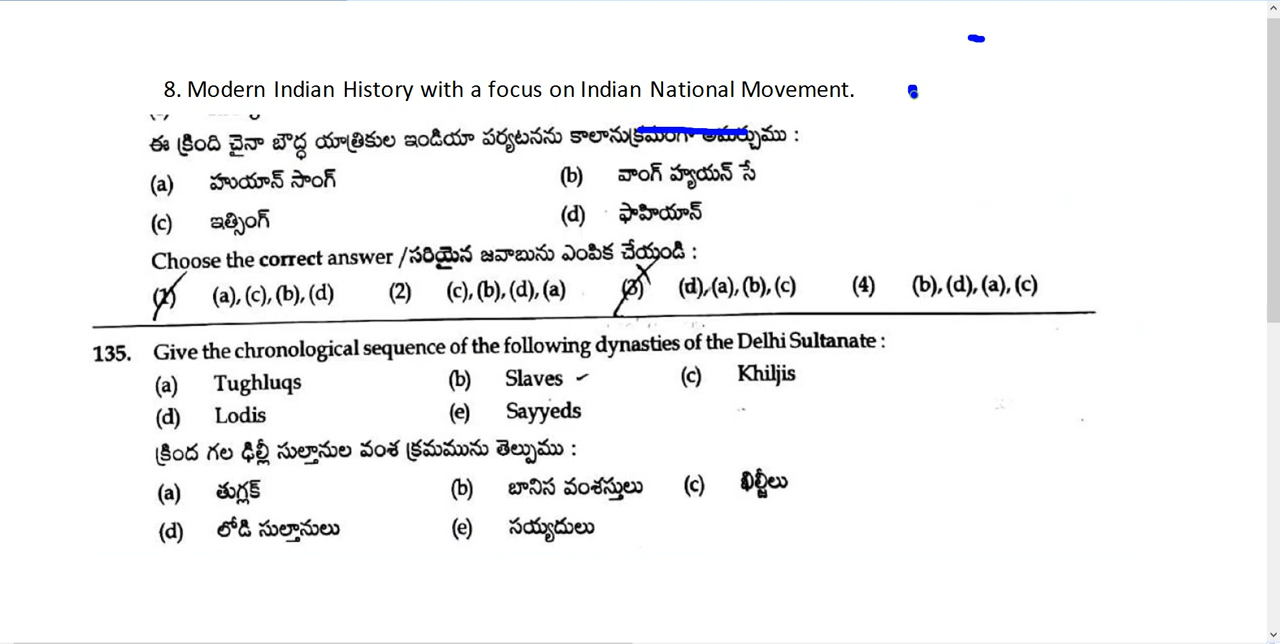 8. Modern Indian History with a focus on Indian National Movement.
ఈ క్రింది చైనా బౌద్ధ యాత్రికుల ఇండియా పర్యటనను కాలానుక్రమంగా అమర్చుము :
(a) హుయాన్ సాంగ్ (b) వాంగ్ హ్యయన్ సే
(c) ఇత్సింగ్ (d) ఫాహియాన్
Choose the correct answer /సరియైన జవాబును ఎంపిక చేయండి :
(1) (a), (c), (b), (d) (2) (c), (b), (d), (a) (3) (d), (a), (b), (c) (4) (b), (d), (a), (c)
135. Give the chronological sequence of the following dynasties of the Delhi Sultanate :
(a) Tughluqs (b) Slaves (c) Khiljis
(d) Lodis (e) Sayyeds
క్రింద గల ఢిల్లీ సుల్తానుల వంశ క్రమమును తెల్పుము :
(a) తుగ్లక్ (b) బానిస వంశస్తులు (c) ఖిల్జీలు
(d) లోడి సుల్తానులు (e) సయ్యదులు